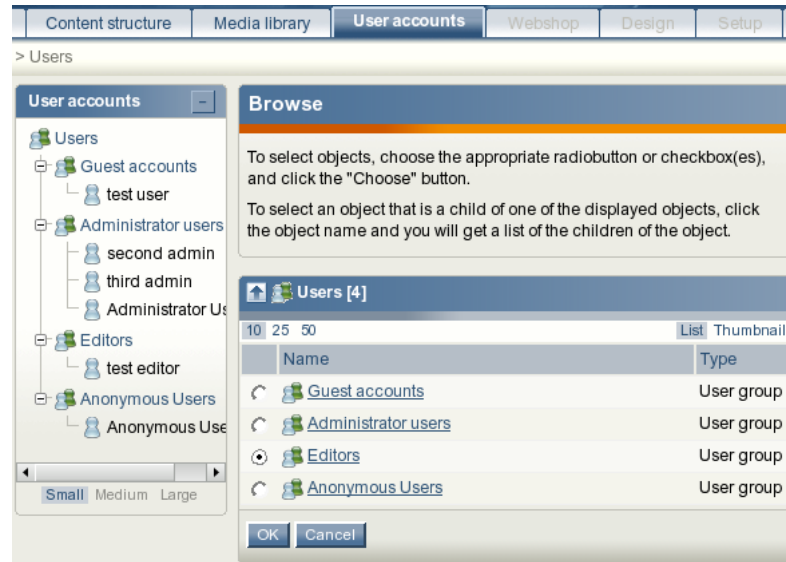 Content structure Media library User accounts Webshop Design Setup
> Users
User accounts -
Users
Guest accounts
test user
Administrator users
second admin
third admin
Administrator Us
Editors
test editor
Anonymous Users
Anonymous Use
Small Medium Large
Browse
To select objects, choose the appropriate radiobutton or checkbox(es),
and click the "Choose" button.
To select an object that is a child of one of the displayed objects, click
the object name and you will get a list of the children of the object.
Users [4]
10 25 50 List Thumbnail
Name Type
Guest accounts User group
Administrator users User group
Editors User group
Anonymous Users User group
OK Cancel